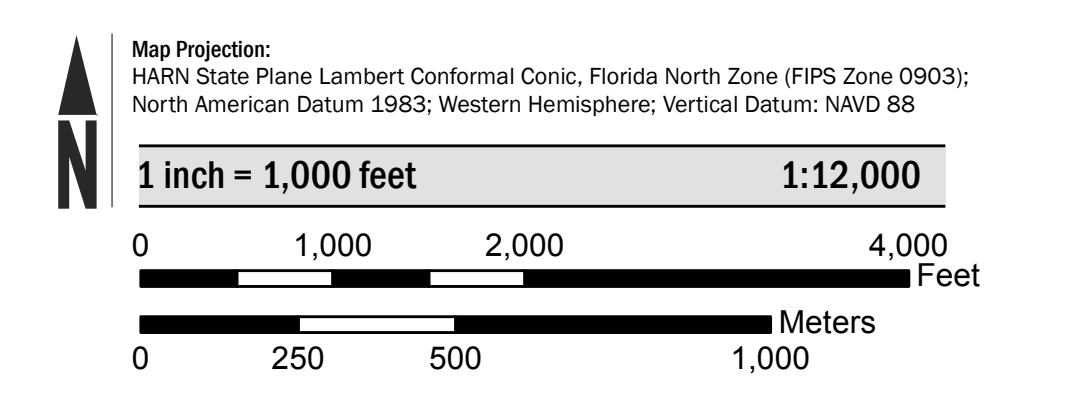 Map Projection:
HARN State Plane Lambert Conformal Conic, Florida North Zone (FIPS Zone 0903);
North American Datum 1983; Western Hemisphere; Vertical Datum: NAVD 88
N
1 inch = 1,000 feet 1:12,000
0 1,000 2,000 4,000
Feet
Meters
0 250 500 1,000